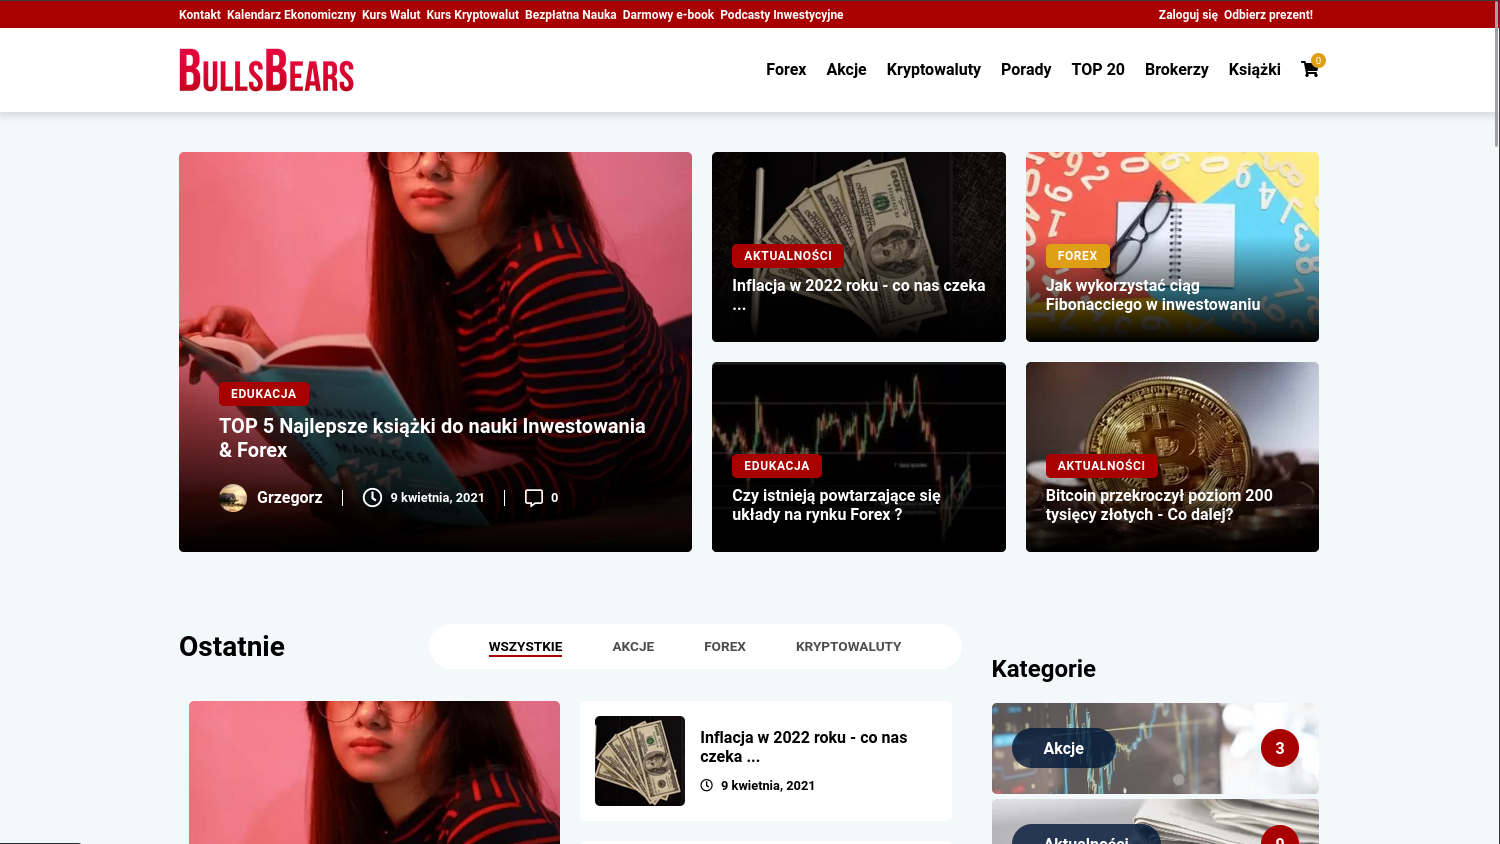 Kontakt Kalendarz Ekonomiczny Kurs Walut Kurs Kryptowalut Bezpłatna Nauka Darmowy e-book Podcasty Inwestycyjne
Zaloguj się Odbierz prezent!
BULLSBEARS
Forex Akcje Kryptowaluty Porady TOP 20 Brokerzy Książki 0
EDUKACJA
TOP 5 Najlepsze książki do nauki Inwestowania
& Forex
Grzegorz
9 kwietnia, 2021
0
MAKING
MANAGER
AKTUALNOŚCI
Inflacja w 2022 roku - co nas czeka
...
FOREX
Jak wykorzystać ciąg
Fibonacciego w inwestowaniu
EDUKACJA
Czy istnieją powtarzające się
układy na rynku Forex ?
AKTUALNOŚCI
Bitcoin przekroczył poziom 200
tysięcy złotych - Co dalej?
Ostatnie
WSZYSTKIE AKCJE FOREX KRYPTOWALUTY
Inflacja w 2022 roku - co nas
czeka ...
9 kwietnia, 2021
Kategorie
Akcje
3
Aktualności
9